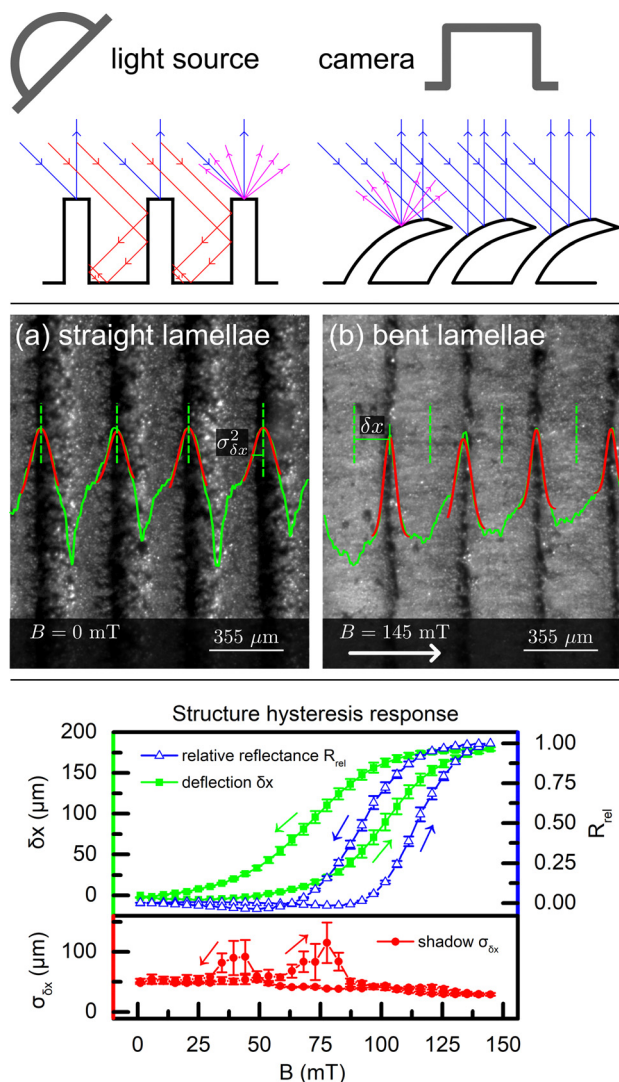 light source
camera
(a) straight lamellae
(b) bent lamellae
σ²δx
δx
B = 0 mT
355 μm
B = 145 mT
355 μm
Structure hysteresis response
relative reflectance Rrel
deflection δx
200
150
100
50
0
δx (μm)
1.00
0.75
0.50
0.25
0.00
Rrel
shadow σδx
100
0
σδx (μm)
0 25 50 75 100 125 150
B (mT)